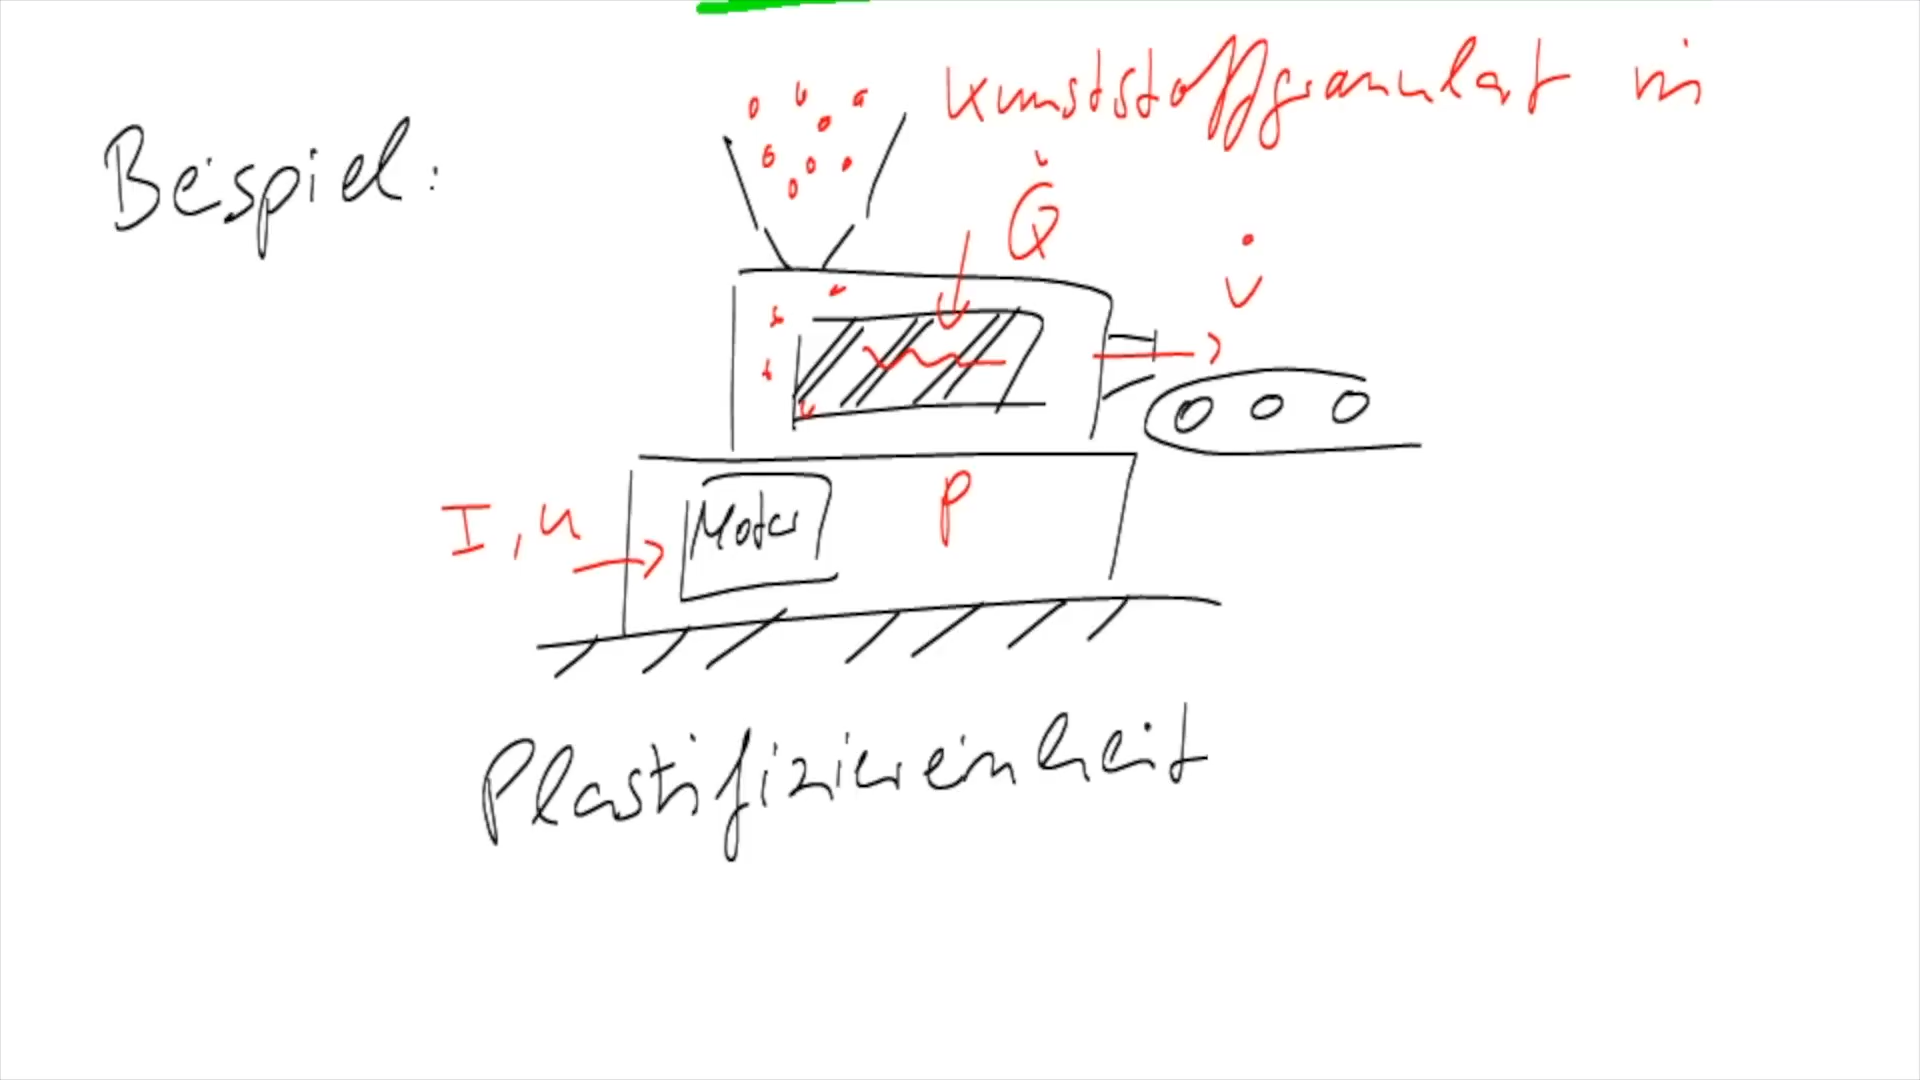 Kunststoffgranulat ṁ
Beispiel:
Q̇
V̇
I, U
Motor
P
Plastifiziereinheit